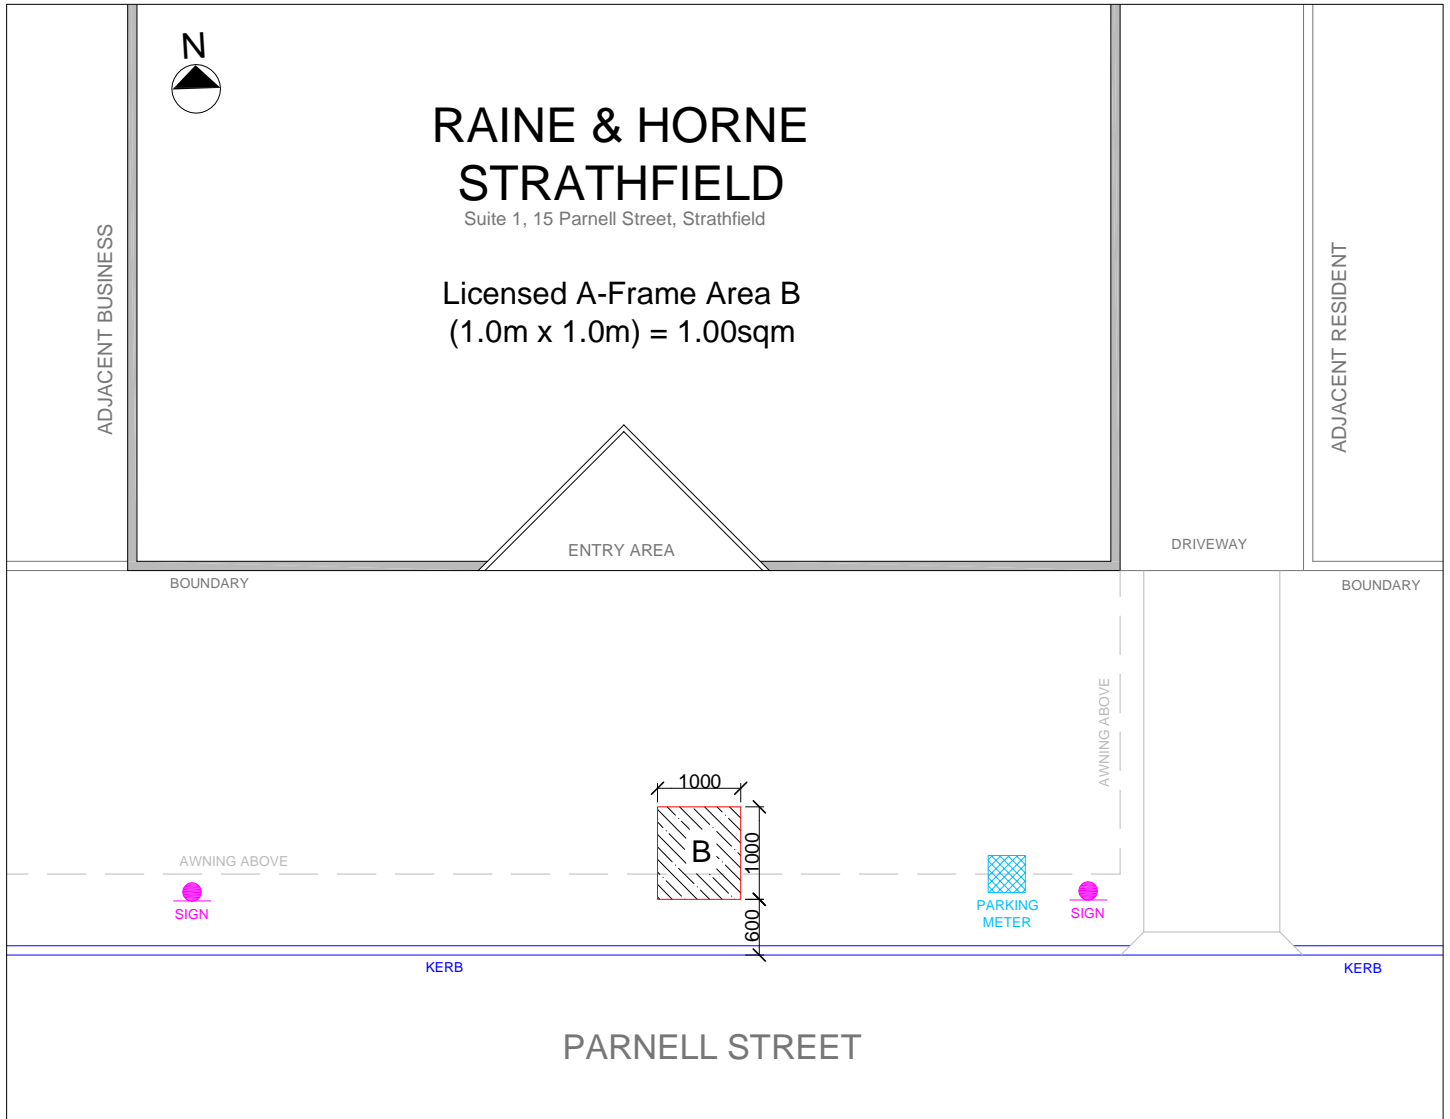 N
RAINE & HORNE
STRATHFIELD
Suite 1, 15 Parnell Street, Strathfield
Licensed A-Frame Area B
(1.0m x 1.0m) = 1.00sqm
ADJACENT BUSINESS
ADJACENT RESIDENT
ENTRY AREA
DRIVEWAY
BOUNDARY
BOUNDARY
AWNING ABOVE
1000
B
1000
600
AWNING ABOVE
SIGN
PARKING
METER
SIGN
KERB
KERB
PARNELL STREET